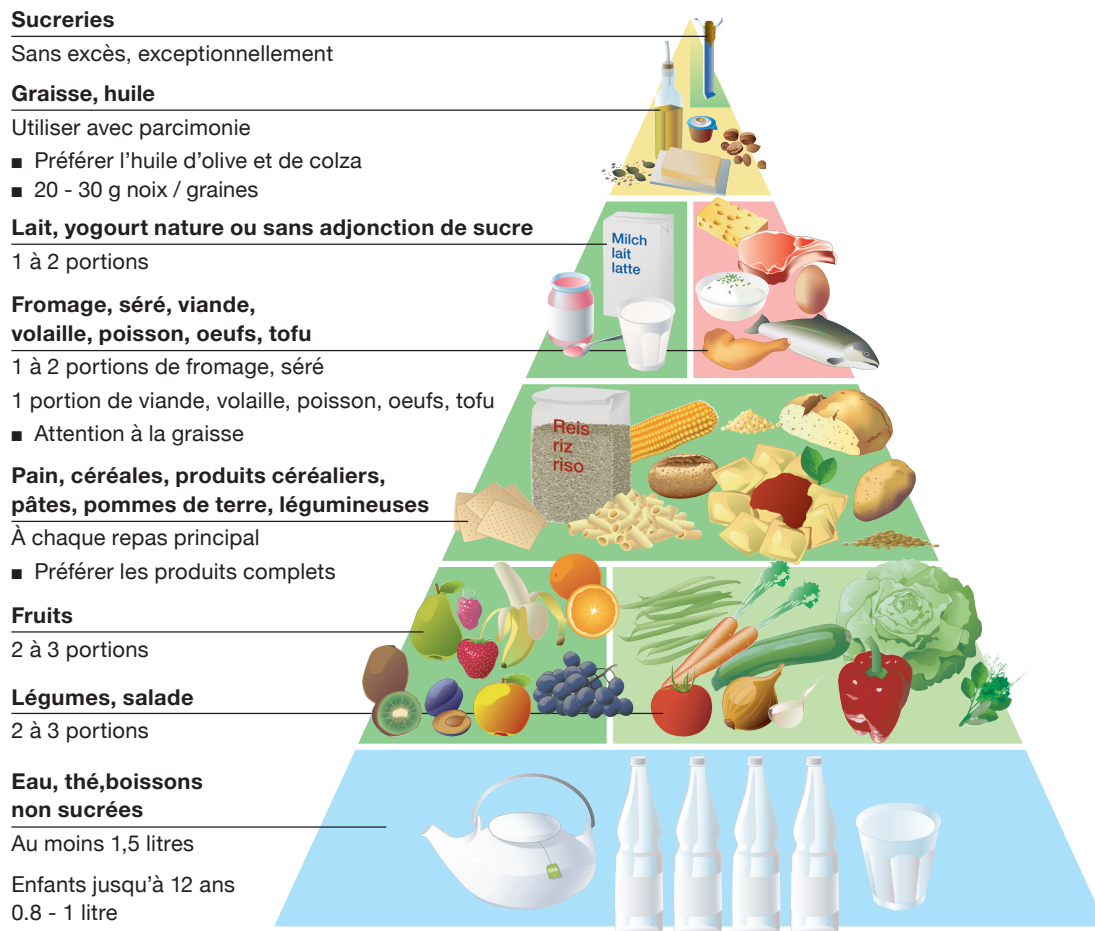 Sucreries
Sans excès, exceptionnellement
Graisse, huile
Utiliser avec parcimonie
■ Préférer l'huile d'olive et de colza
■ 20 - 30 g noix / graines
Lait, yogourt nature ou sans adjonction de sucre
1 à 2 portions
Fromage, séré, viande,
volaille, poisson, oeufs, tofu
1 à 2 portions de fromage, séré
1 portion de viande, volaille, poisson, oeufs, tofu
■ Attention à la graisse
Pain, céréales, produits céréaliers,
pâtes, pommes de terre, légumineuses
À chaque repas principal
■ Préférer les produits complets
Fruits
2 à 3 portions
Légumes, salade
2 à 3 portions
Eau, thé,boissons
non sucrées
Au moins 1,5 litres
Enfants jusqu'à 12 ans
0.8 - 1 litre
Milch
lait
latte
Reis
riz
riso